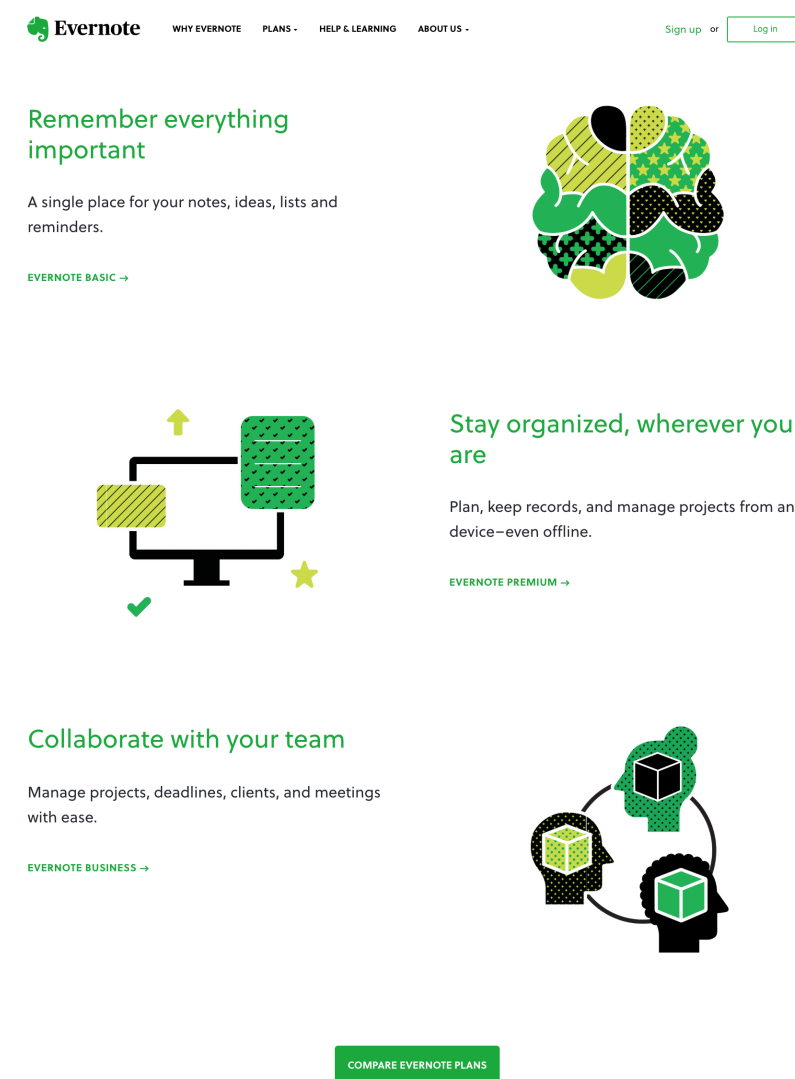 Evernote
WHY EVERNOTE
PLANS
HELP & LEARNING
ABOUT US
Sign up or
Log in
Remember everything
important
A single place for your notes, ideas, lists and
reminders.
EVERNOTE BASIC →
Stay organized, wherever you
are
Plan, keep records, and manage projects from an
device–even offline.
EVERNOTE PREMIUM →
Collaborate with your team
Manage projects, deadlines, clients, and meetings
with ease.
EVERNOTE BUSINESS →
COMPARE EVERNOTE PLANS